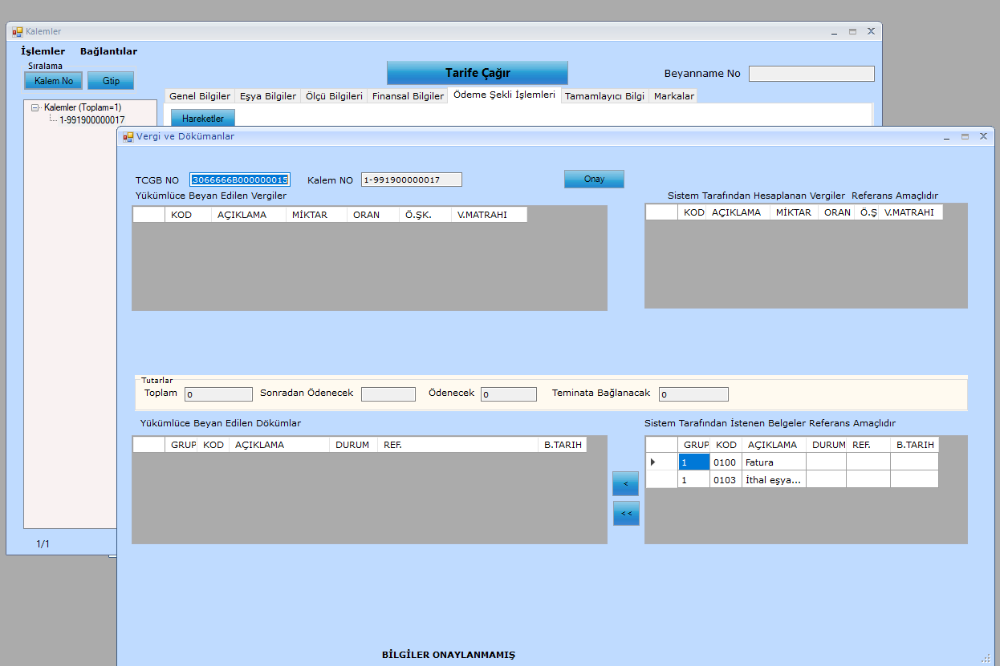 Kalemler
İşlemler Bağlantılar
Sıralama
Kalem No Gtip
Tarife Çağır
Beyanname No
Genel Bilgiler Eşya Bilgiler Ölçü Bilgileri Finansal Bilgiler Ödeme Şekli İşlemleri Tamamlayıcı Bilgi Markalar
Kalemler (Toplam=1)
1-991900000017
Hareketler
1/1
Vergi ve Dökümanlar
TCGB NO 3066666B000000015 Kalem NO 1-991900000017 Onay
Yükümlüce Beyan Edilen Vergiler
KOD AÇIKLAMA MİKTAR ORAN Ö.ŞK. V.MATRAHI
Sistem Tarafından Hesaplanan Vergiler Referans Amaçlıdır
KOD AÇIKLAMA MİKTAR ORAN Ö.Ş V.MATRAHI
Tutarlar
Toplam 0 Sonradan Ödenecek Ödenecek 0 Teminata Bağlanacak 0
Yükümlüce Beyan Edilen Dökümlar
GRUP KOD AÇIKLAMA DURUM REF. B.TARIH
< 
<<
Sistem Tarafından İstenen Belgeler Referans Amaçlıdır
GRUP KOD AÇIKLAMA DURUM REF. B.TARIH
1 0100 Fatura
1 0103 İthal eşya...
BİLGİLER ONAYLANMAMIŞ